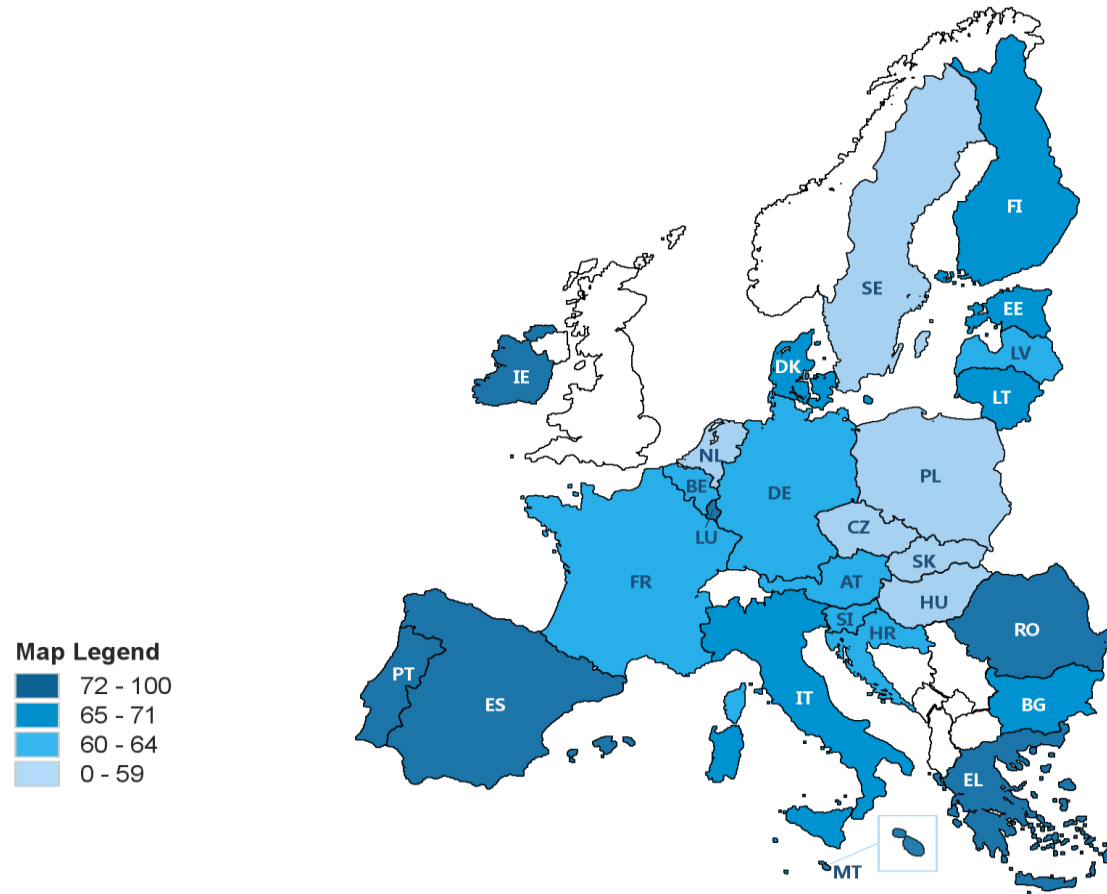 FI
SE
EE
LV
DK
IE
LT
NL
PL
BE
DE
CZ
LU
SK
FR
AT
HU
SI
HR
RO
PT
ES
IT
BG
EL
MT
Map Legend
72 - 100
65 - 71
60 - 64
0 - 59